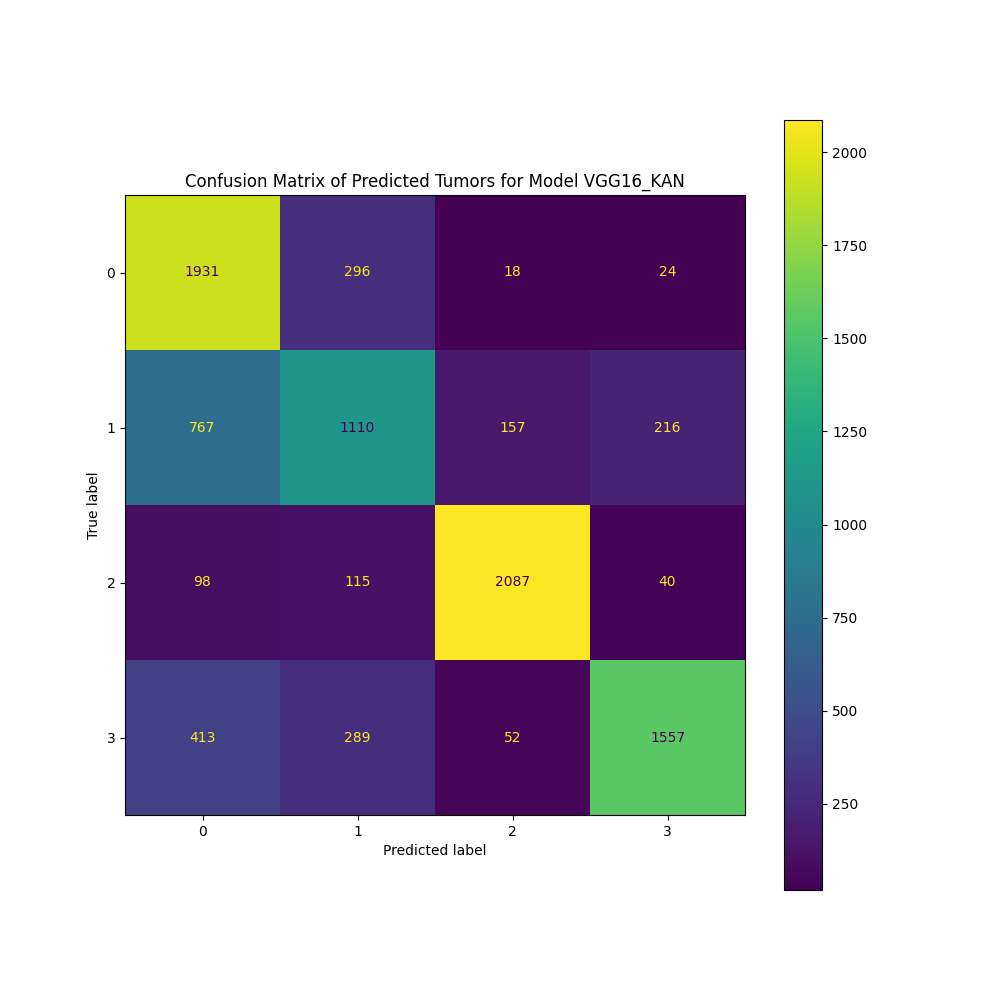 Confusion Matrix of Predicted Tumors for Model VGG16_KAN
0 1931 296 18 24
1 767 1110 157 216
2 98 115 2087 40
3 413 289 52 1557
0 1 2 3
Predicted label
True label
2000
1750
1500
1250
1000
750
500
250